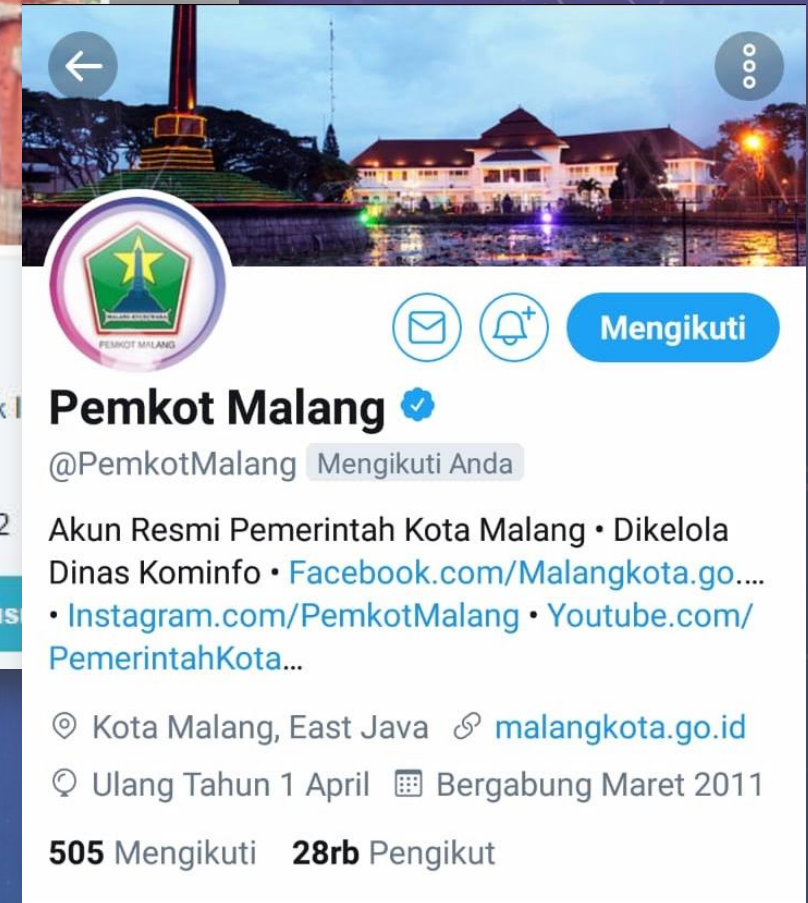 PEMKOT MALANG
Mengikuti
Pemkot Malang
@PemkotMalang Mengikuti Anda
Akun Resmi Pemerintah Kota Malang • Dikelola
Dinas Kominfo • Facebook.com/Malangkota.go....
• Instagram.com/PemkotMalang • Youtube.com/
PemerintahKota...
Kota Malang, East Java malangkota.go.id
Ulang Tahun 1 April Bergabung Maret 2011
505 Mengikuti 28rb Pengikut